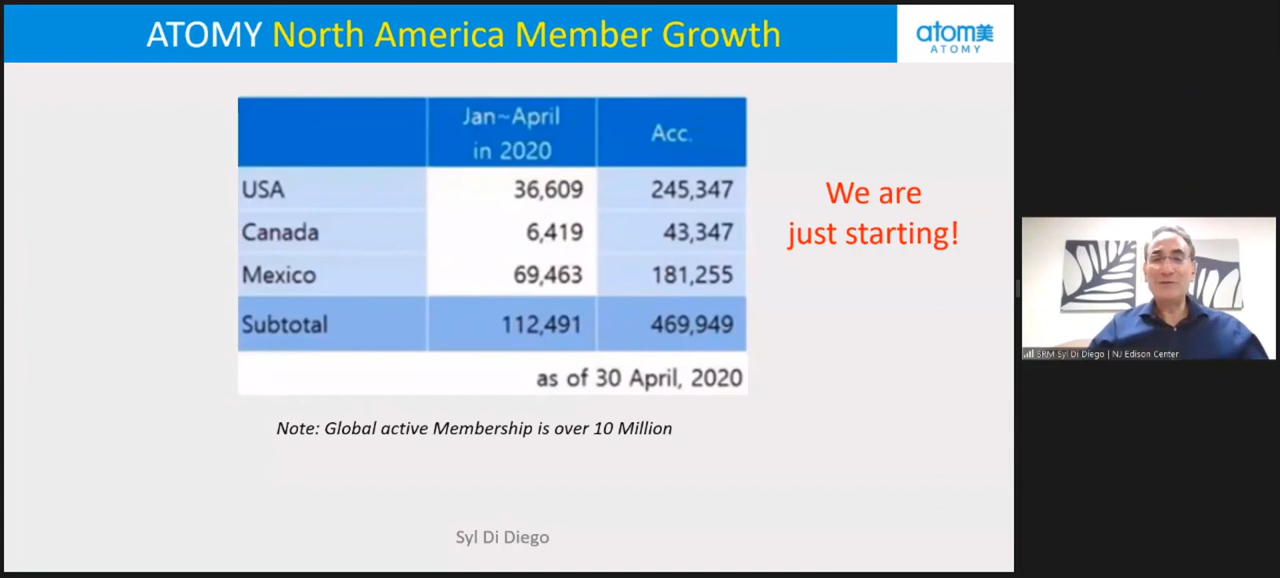 ATOMY North America Member Growth
atom美
ATOMY
Jan~April
in 2020
Acc.
USA 36,609 245,347
Canada 6,419 43,347
Mexico 69,463 181,255
Subtotal 112,491 469,949
as of 30 April, 2020
We are
just starting!
Note: Global active Membership is over 10 Million
Syl Di Diego
SRM Syl Di Diego | NJ Edison Center